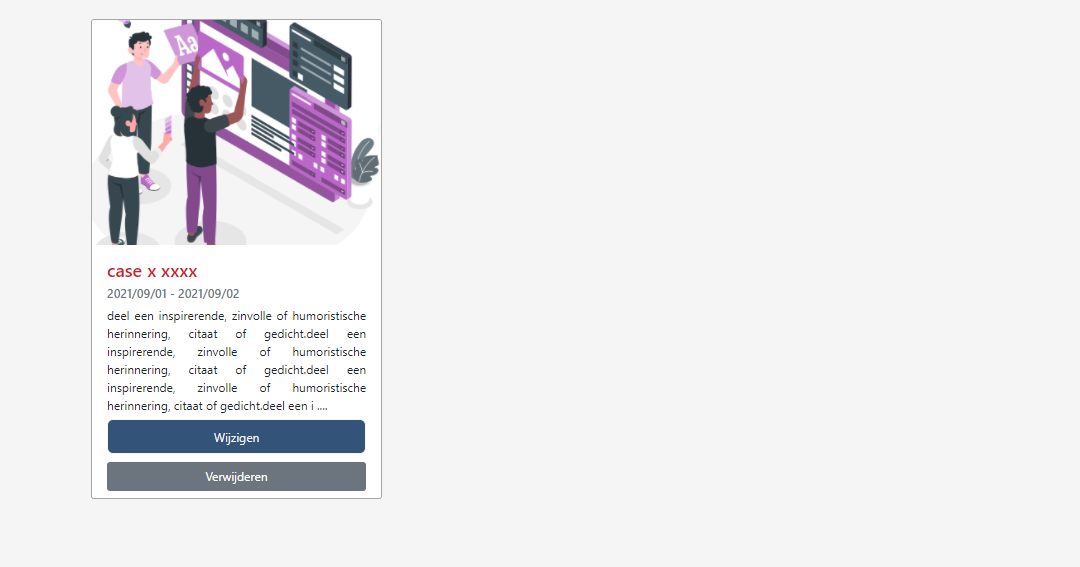 Aa
case x xxxx
2021/09/01 - 2021/09/02
deel een inspirerende, zinvolle of humoristische
herinnering, citaat of gedicht.deel een
inspirerende, zinvolle of humoristische
herinnering, citaat of gedicht.deel een
inspirerende, zinvolle of humoristische
herinnering, citaat of gedicht.deel een i ....
Wijzigen
Verwijderen